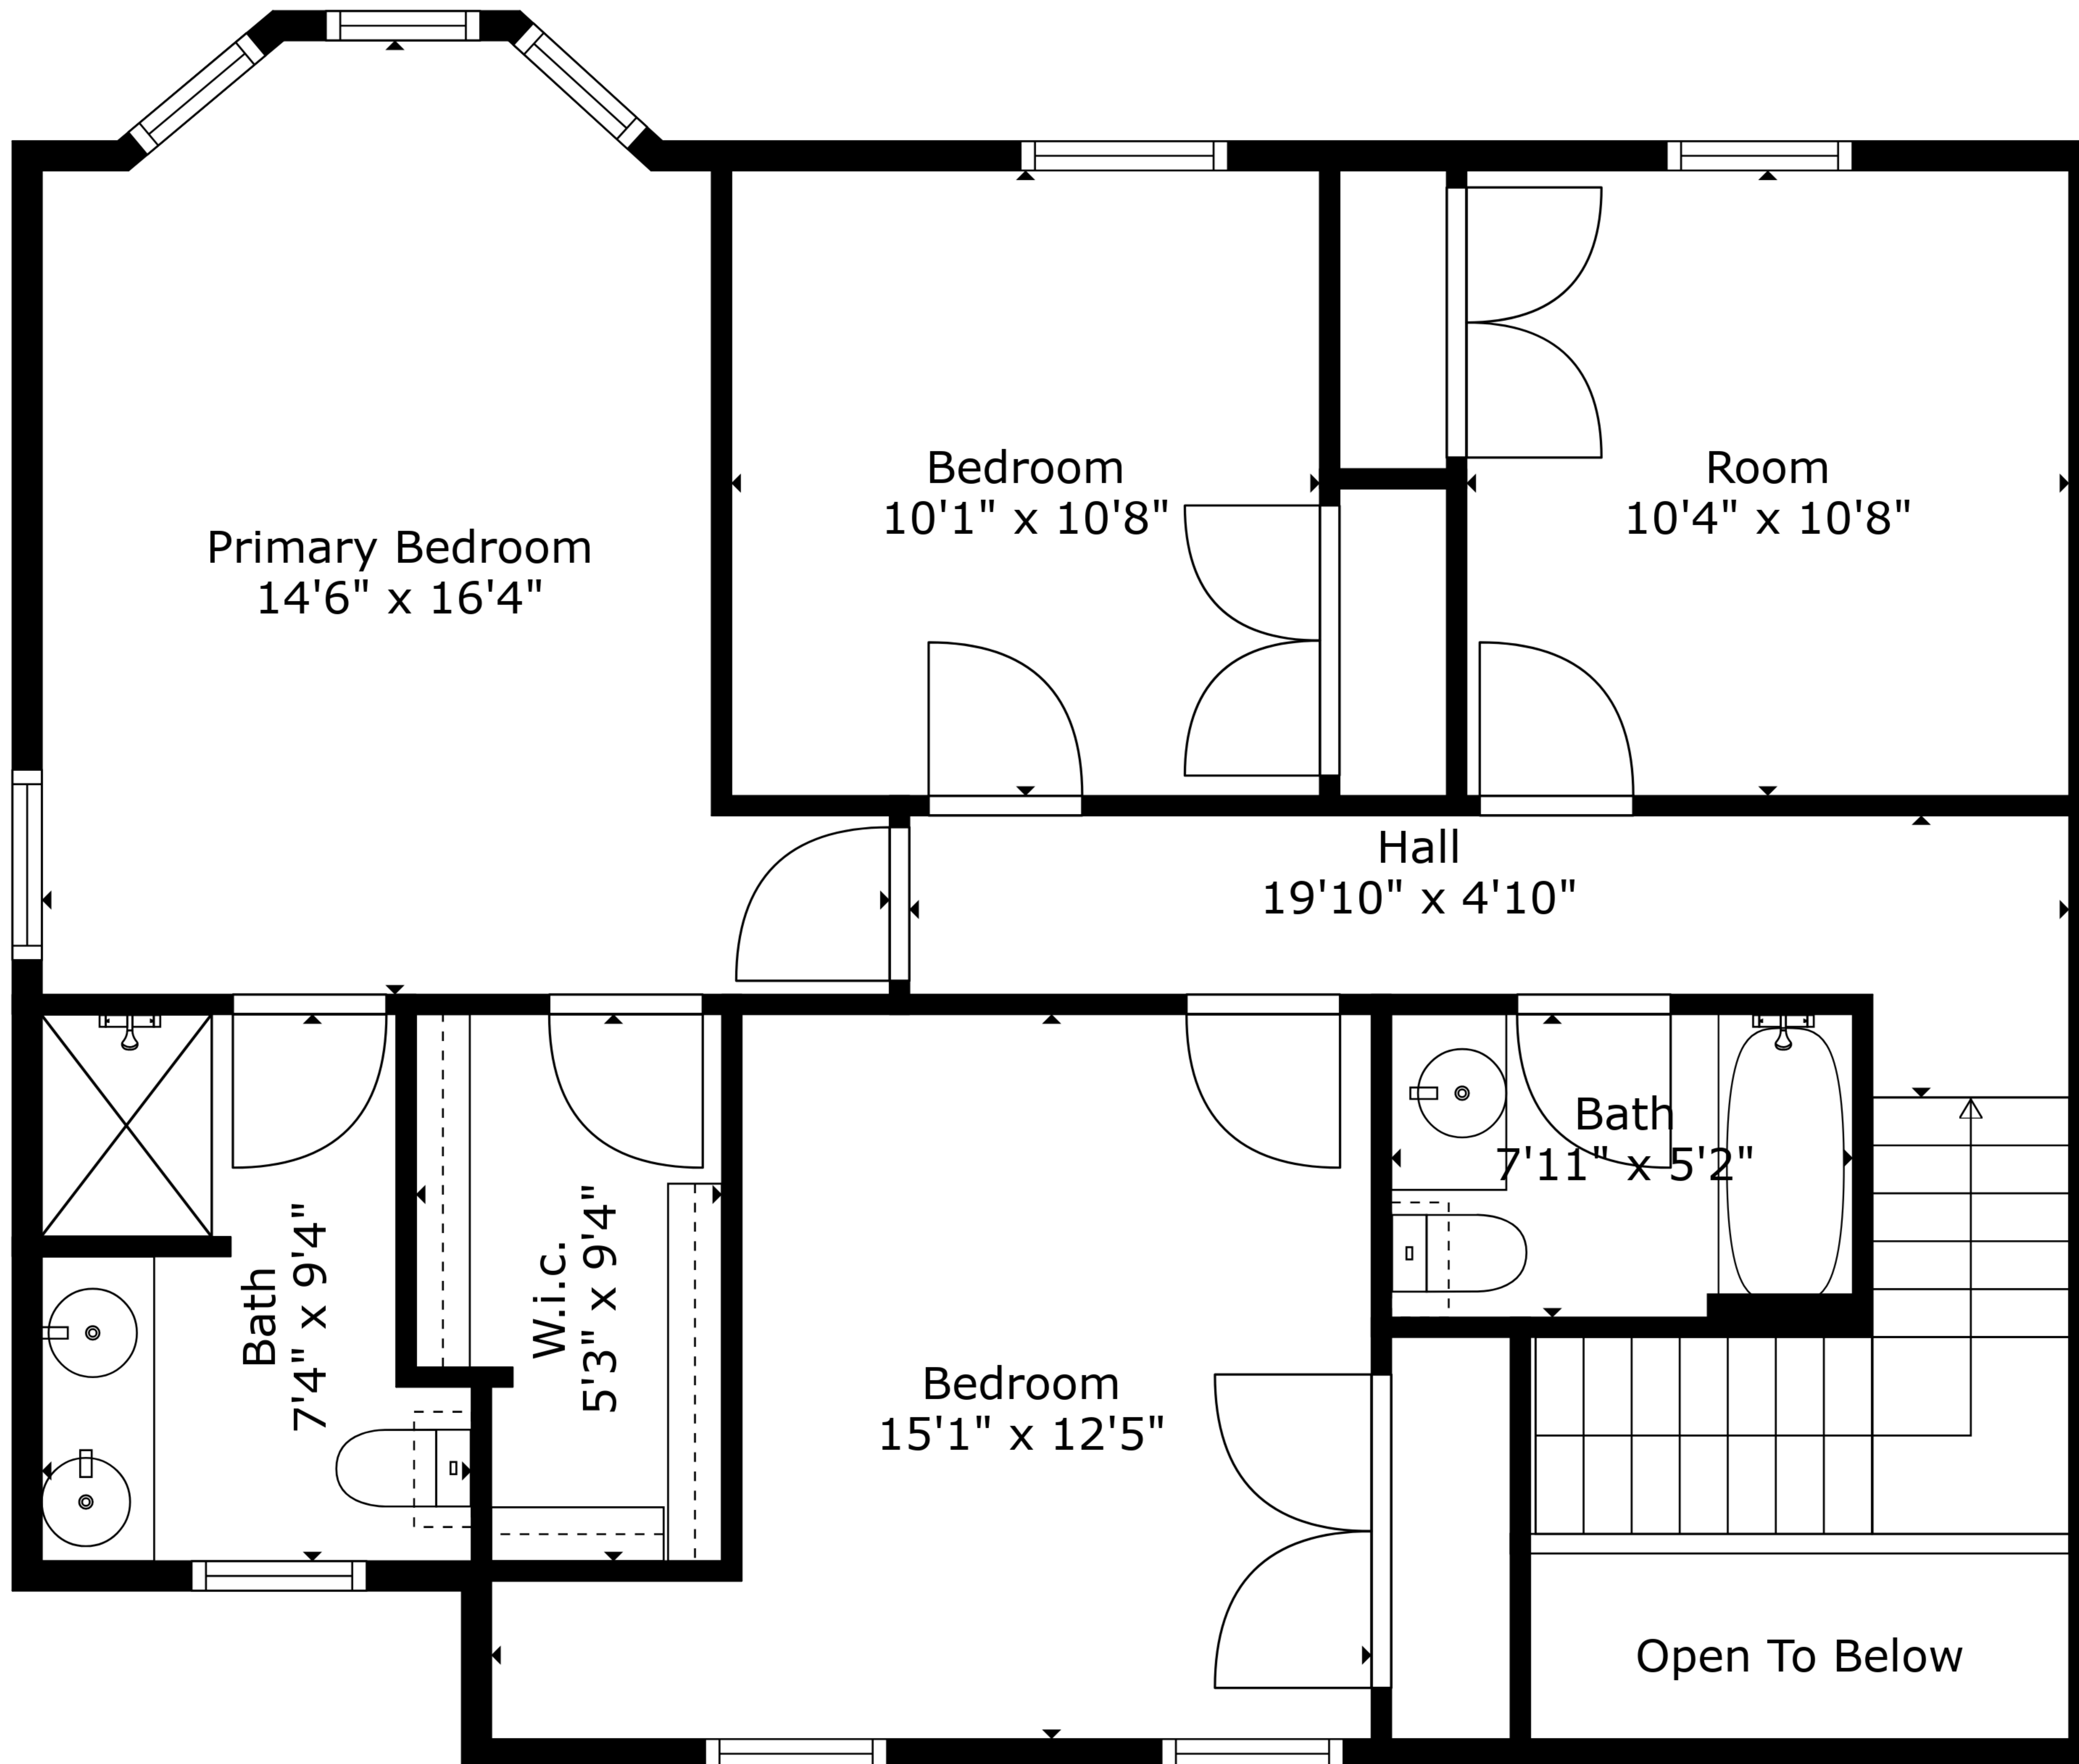 Bedroom
10'1" x 10'8"
Room
10'4" x 10'8"
Primary Bedroom
14'6" x 16'4"
Hall
19'10" x 4'10"
Bath
7'11" x 5'2"
Bath
7'4" x 9'4"
W.i.c.
5'3" x 9'4"
Bedroom
15'1" x 12'5"
Open To Below